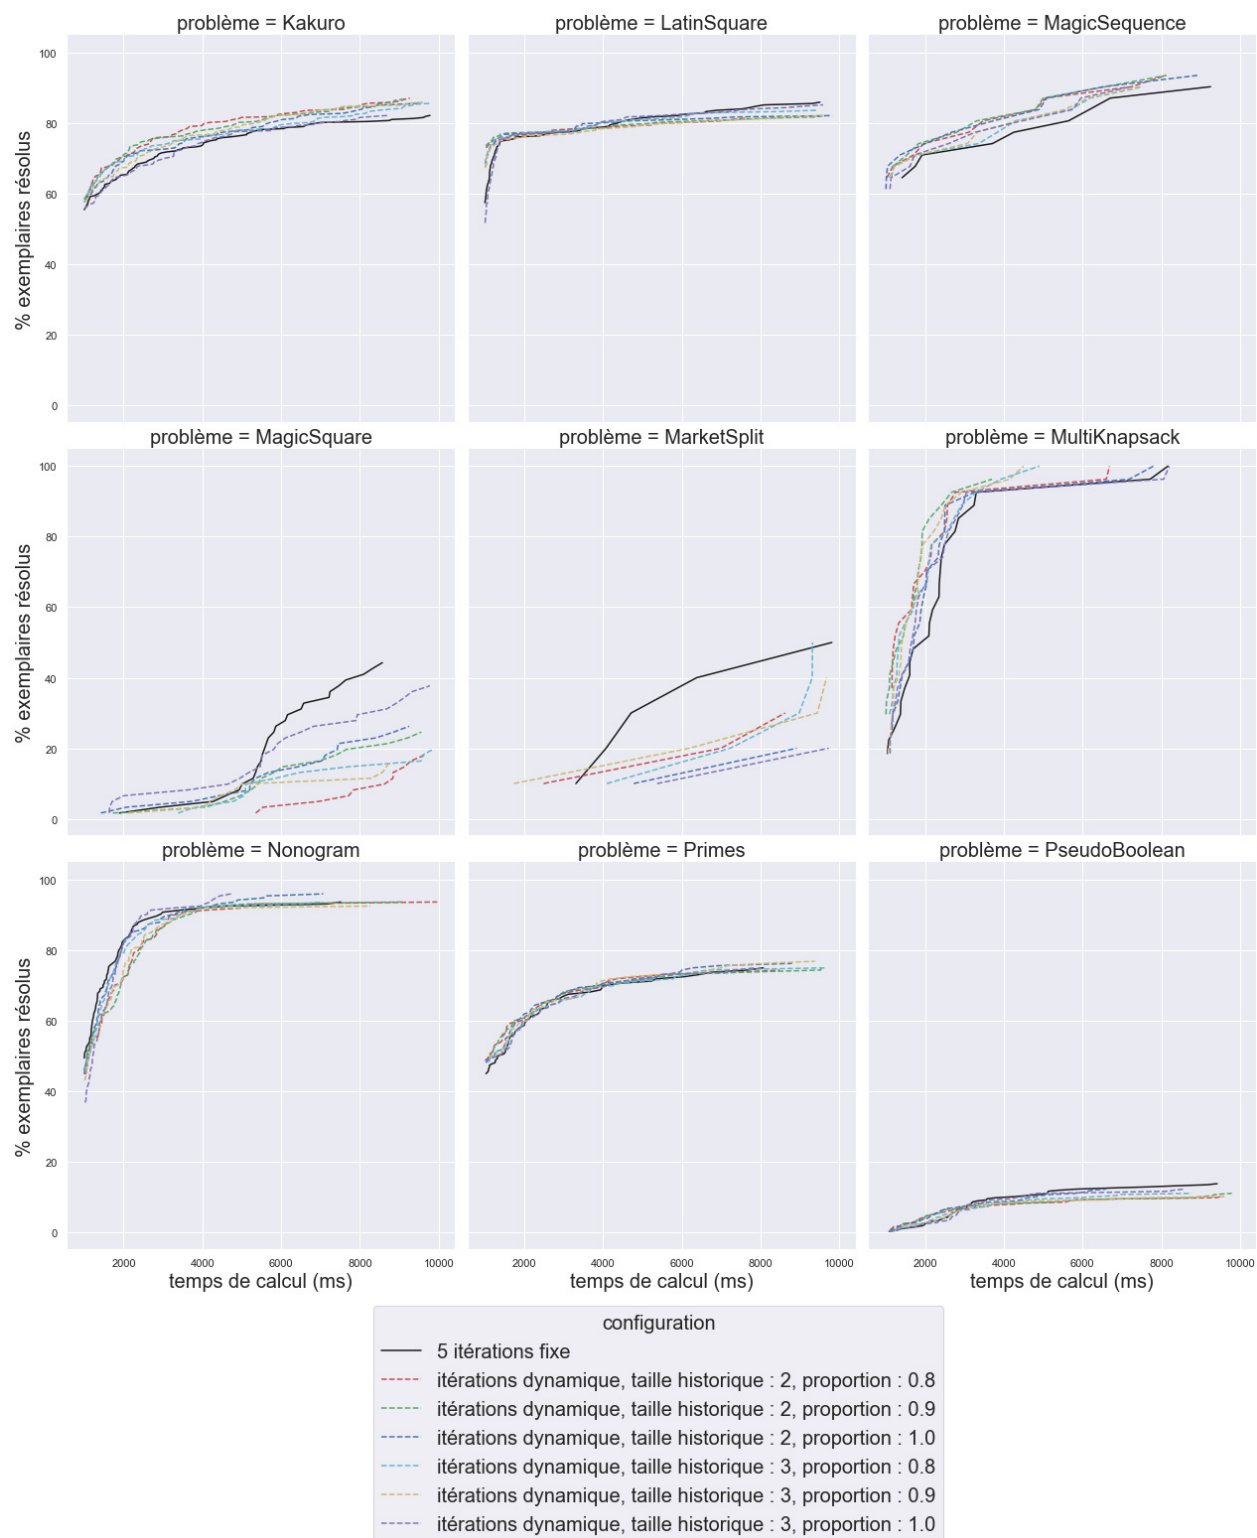 problème = Kakuro
problème = LatinSquare
problème = MagicSequence
100
80
60
40
20
0
% exemplaires résolus
problème = MagicSquare
problème = MarketSplit
problème = MultiKnapsack
100
80
60
40
20
0
% exemplaires résolus
problème = Nonogram
problème = Primes
problème = PseudoBoolean
100
80
60
40
20
0
% exemplaires résolus
2000 4000 6000 8000 10000
2000 4000 6000 8000 10000
2000 4000 6000 8000 10000
temps de calcul (ms)
temps de calcul (ms)
temps de calcul (ms)
configuration
5 itérations fixe
itérations dynamique, taille historique : 2, proportion : 0.8
itérations dynamique, taille historique : 2, proportion : 0.9
itérations dynamique, taille historique : 2, proportion : 1.0
itérations dynamique, taille historique : 3, proportion : 0.8
itérations dynamique, taille historique : 3, proportion : 0.9
itérations dynamique, taille historique : 3, proportion : 1.0